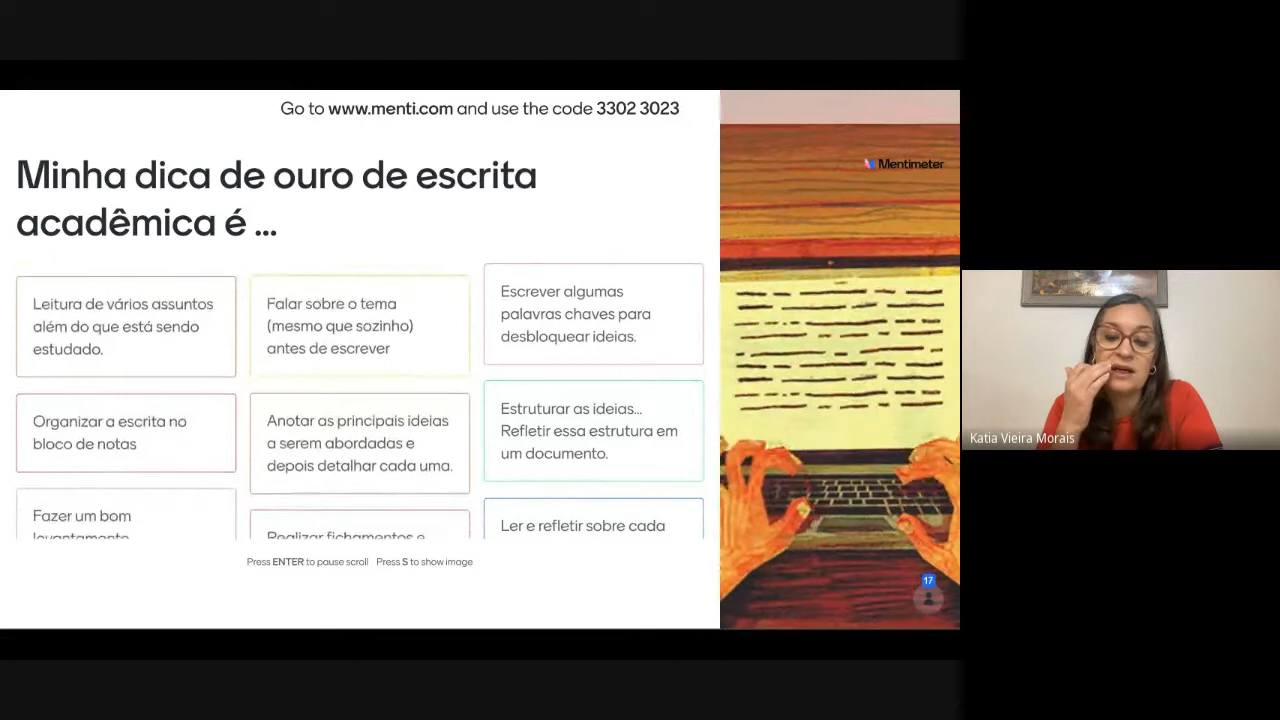 Go to www.menti.com and use the code 3302 3023
Minha dica de ouro de escrita
acadêmica é ...
Mentimeter
Leitura de vários assuntos
além do que está sendo
estudado.
Organizar a escrita no
bloco de notas
Fazer um bom
levantamento
Falar sobre o tema
(mesmo que sozinho)
antes de escrever
Anotar as principais ideias
a serem abordadas e
depois detalhar cada uma.
Realizar fichamentos e
Escrever algumas
palavras chaves para
desbloquear ideias.
Estruturar as ideias...
Refletir essa estrutura em
um documento.
Ler e refletir sobre cada
Press ENTER to pause scroll Press S to show image
17
Katia Vieira Morais